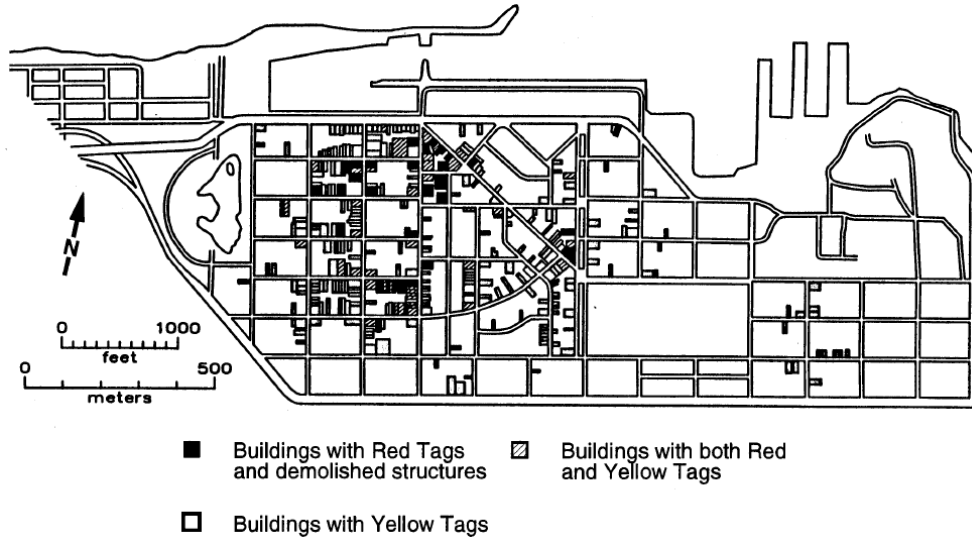 N
0 1000
feet
0 500
meters
Buildings with Red Tags
and demolished structures
Buildings with both Red
and Yellow Tags
Buildings with Yellow Tags